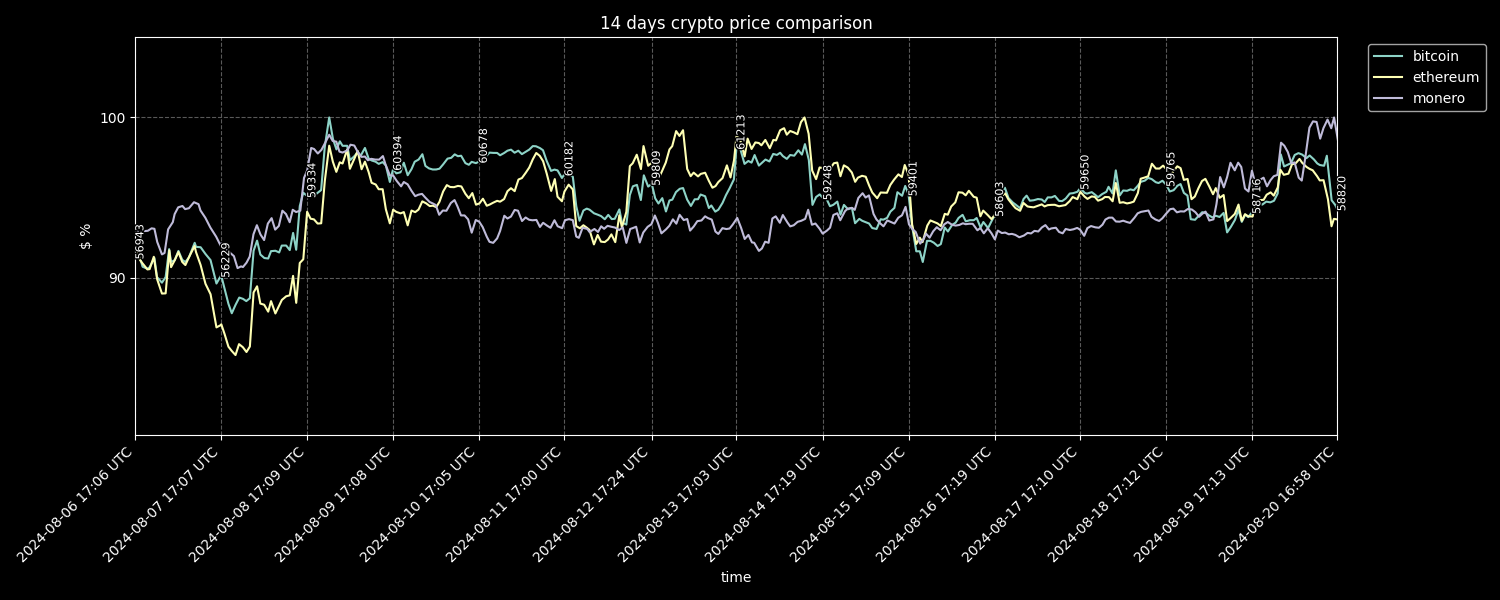 14 days crypto price comparison
bitcoin
ethereum
monero
100
90
$ %
56983
56229
59334
60394
60678
60182
59809
61213
59248
59401
58603
59650
59765
58716
58820
2024-08-06 17:06 UTC
2024-08-07 17:07 UTC
2024-08-08 17:09 UTC
2024-08-09 17:08 UTC
2024-08-10 17:05 UTC
2024-08-11 17:00 UTC
2024-08-12 17:24 UTC
2024-08-13 17:03 UTC
2024-08-14 17:19 UTC
2024-08-15 17:09 UTC
2024-08-16 17:19 UTC
2024-08-17 17:10 UTC
2024-08-18 17:12 UTC
2024-08-19 17:13 UTC
2024-08-20 16:58 UTC
time